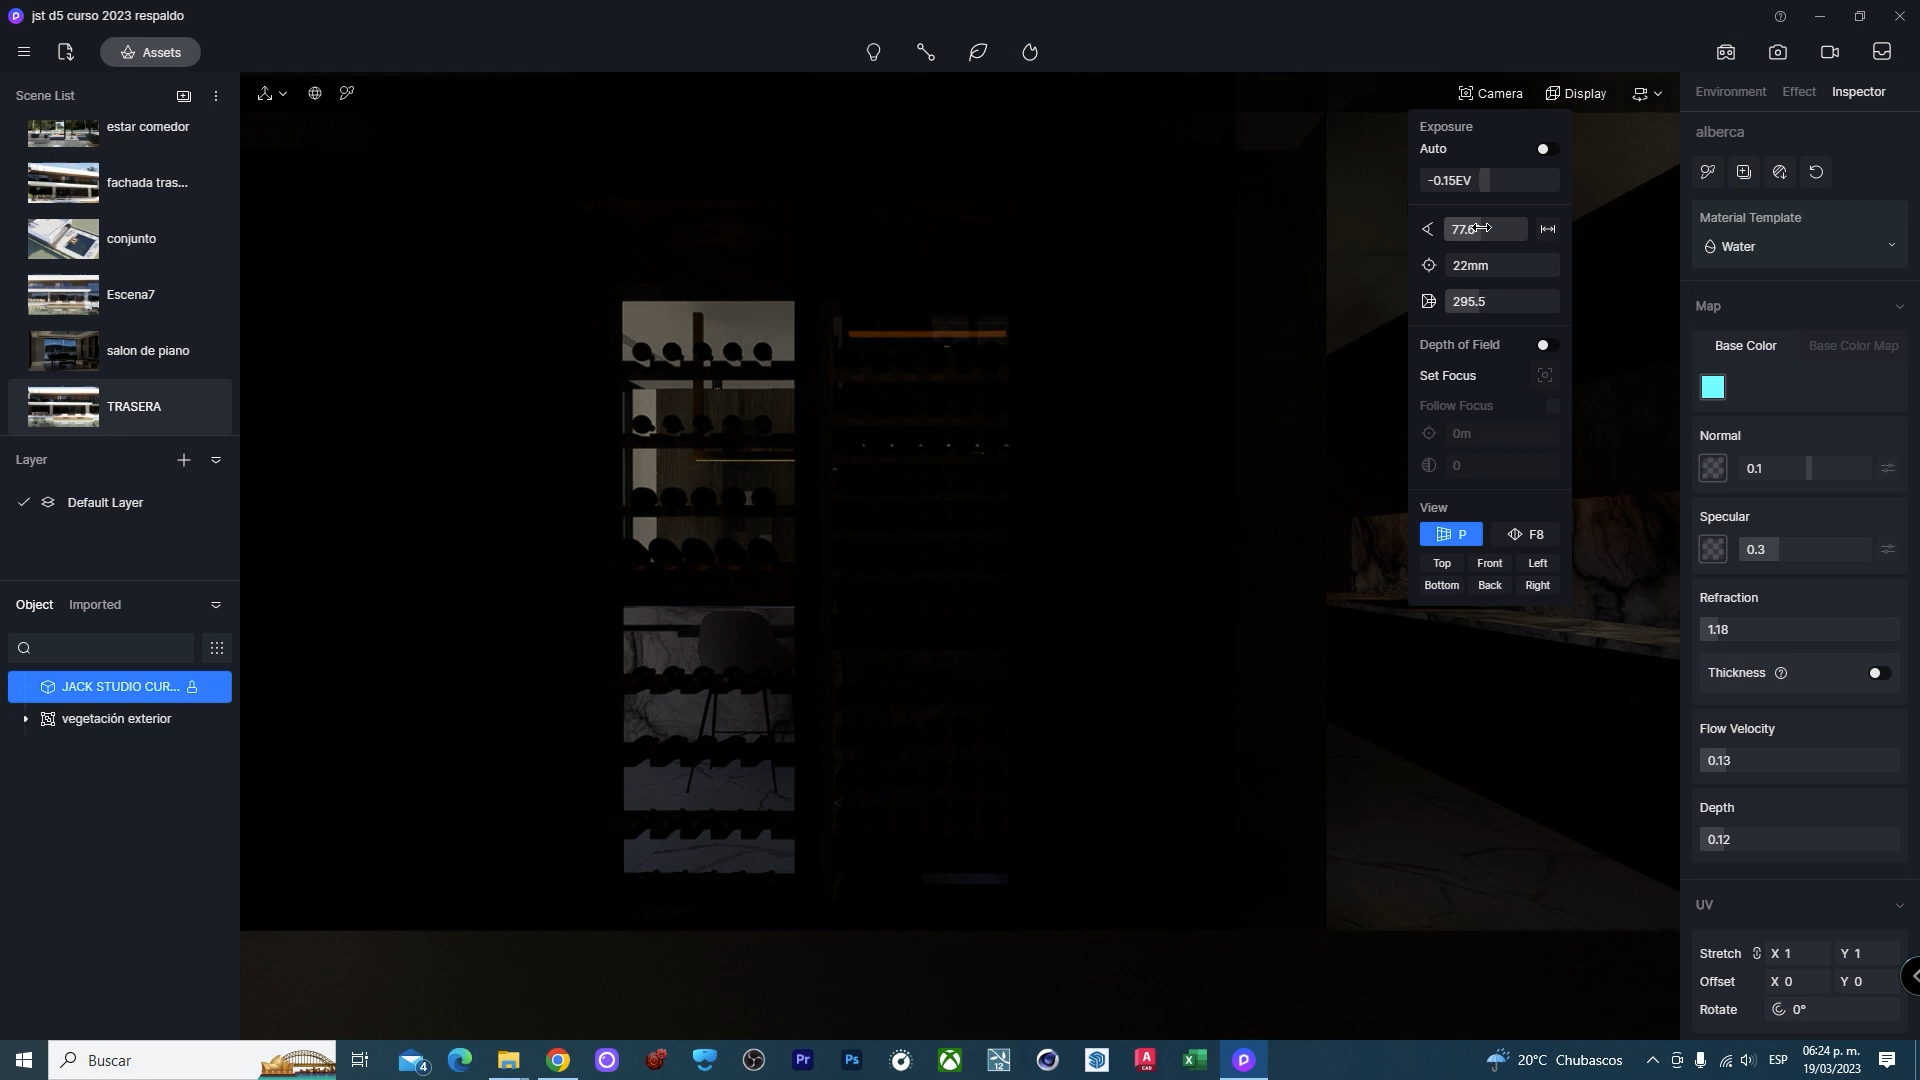 jst d5 curso 2023 respaldo
Assets
Scene List
estar comedor
fachada tras...
conjunto
Escena7
salon de piano
TRASERA
Layer
Default Layer
Object Imported
JACK STUDIO CUR...
vegetación exterior
Camera
Display
Exposure
Auto
-0.15EV
22mm
295.5
Depth of Field
Set Focus
Follow Focus
0m
0
View
P
F8
Top Front Left
Bottom Back Right
Environment Effect Inspector
alberca
Material Template
Water
Map
Base Color Base Color Map
Normal
0.1
Specular
0.3
Refraction
1.18
Thickness
Flow Velocity
0.13
Depth
0.12
UV
Stretch X 1 Y 1
Offset X 0 Y 0
Rotate 0°
Buscar
4
Pr
Ps
12
20°C Chubascos
ESP
06:24 p. m.
19/03/2023